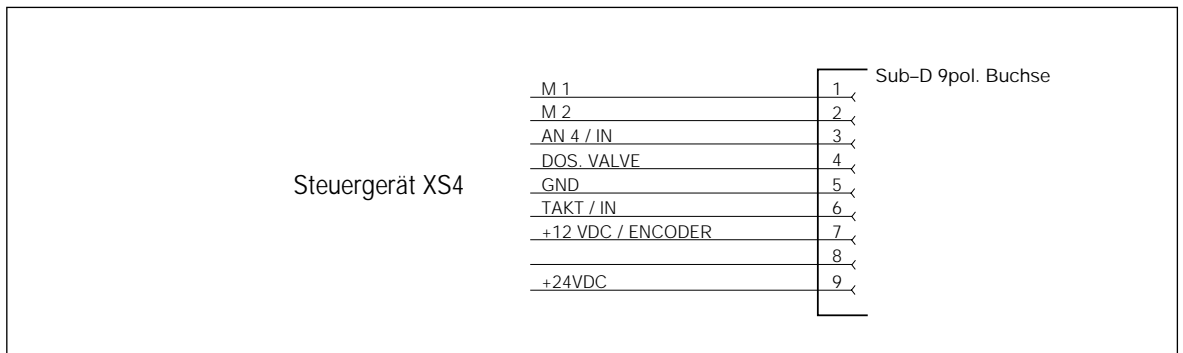 Sub-D 9pol. Buchse
M 1 1
M 2 2
AN 4 / IN 3
DOS. VALVE 4
Steuergerät XS4
GND 5
TAKT / IN 6
+12 VDC / ENCODER 7
8
+24VDC 9